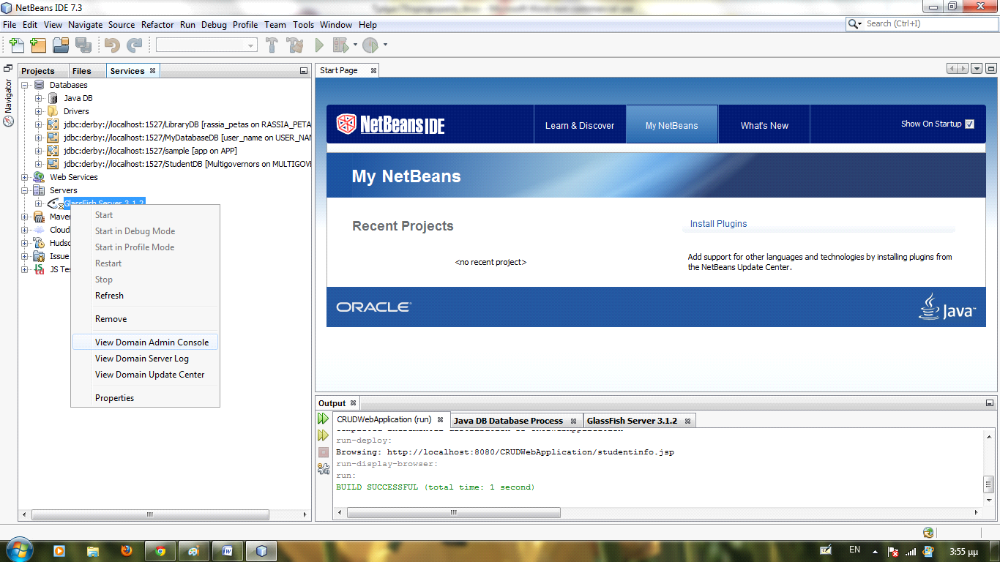 NetBeans IDE 7.3
File Edit View Navigate Source Refactor Run Debug Profile Team Tools Window Help
Search (Ctrl+I)
Projects Files Services
Navigator
Databases
Java DB
Drivers
jdbc:derby://localhost:1527/LibraryDB [rassia_petas on RASSIA_PETA
jdbc:derby://localhost:1527/MyDatabaseDB [user_name on USER_NAM
jdbc:derby://localhost:1527/sample [app on APP]
jdbc:derby://localhost:1527/StudentDB [Multigovernors on MULTIGOVE
Web Services
Servers
GlassFish Server 3.1.2
Maven
Cloud
Hudso
Issue
JS Tes
Start
Start in Debug Mode
Start in Profile Mode
Restart
Stop
Refresh
Remove
View Domain Admin Console
View Domain Server Log
View Domain Update Center
Properties
Start Page
NetBeans IDE
Learn & Discover
My NetBeans
What's New
Show On Startup
My NetBeans
Recent Projects
<no recent project>
Install Plugins
Add support for other languages and technologies by installing plugins from
the NetBeans Update Center.
ORACLE
Java™
Output
CRUDWebApplication (run) Java DB Database Process GlassFish Server 3.1.2
run-deploy:
Browsing: http://localhost:8080/CRUDWebApplication/studentinfo.jsp
run-display-browser:
run:
BUILD SUCCESSFUL (total time: 1 second)
EN
3:55 μμ